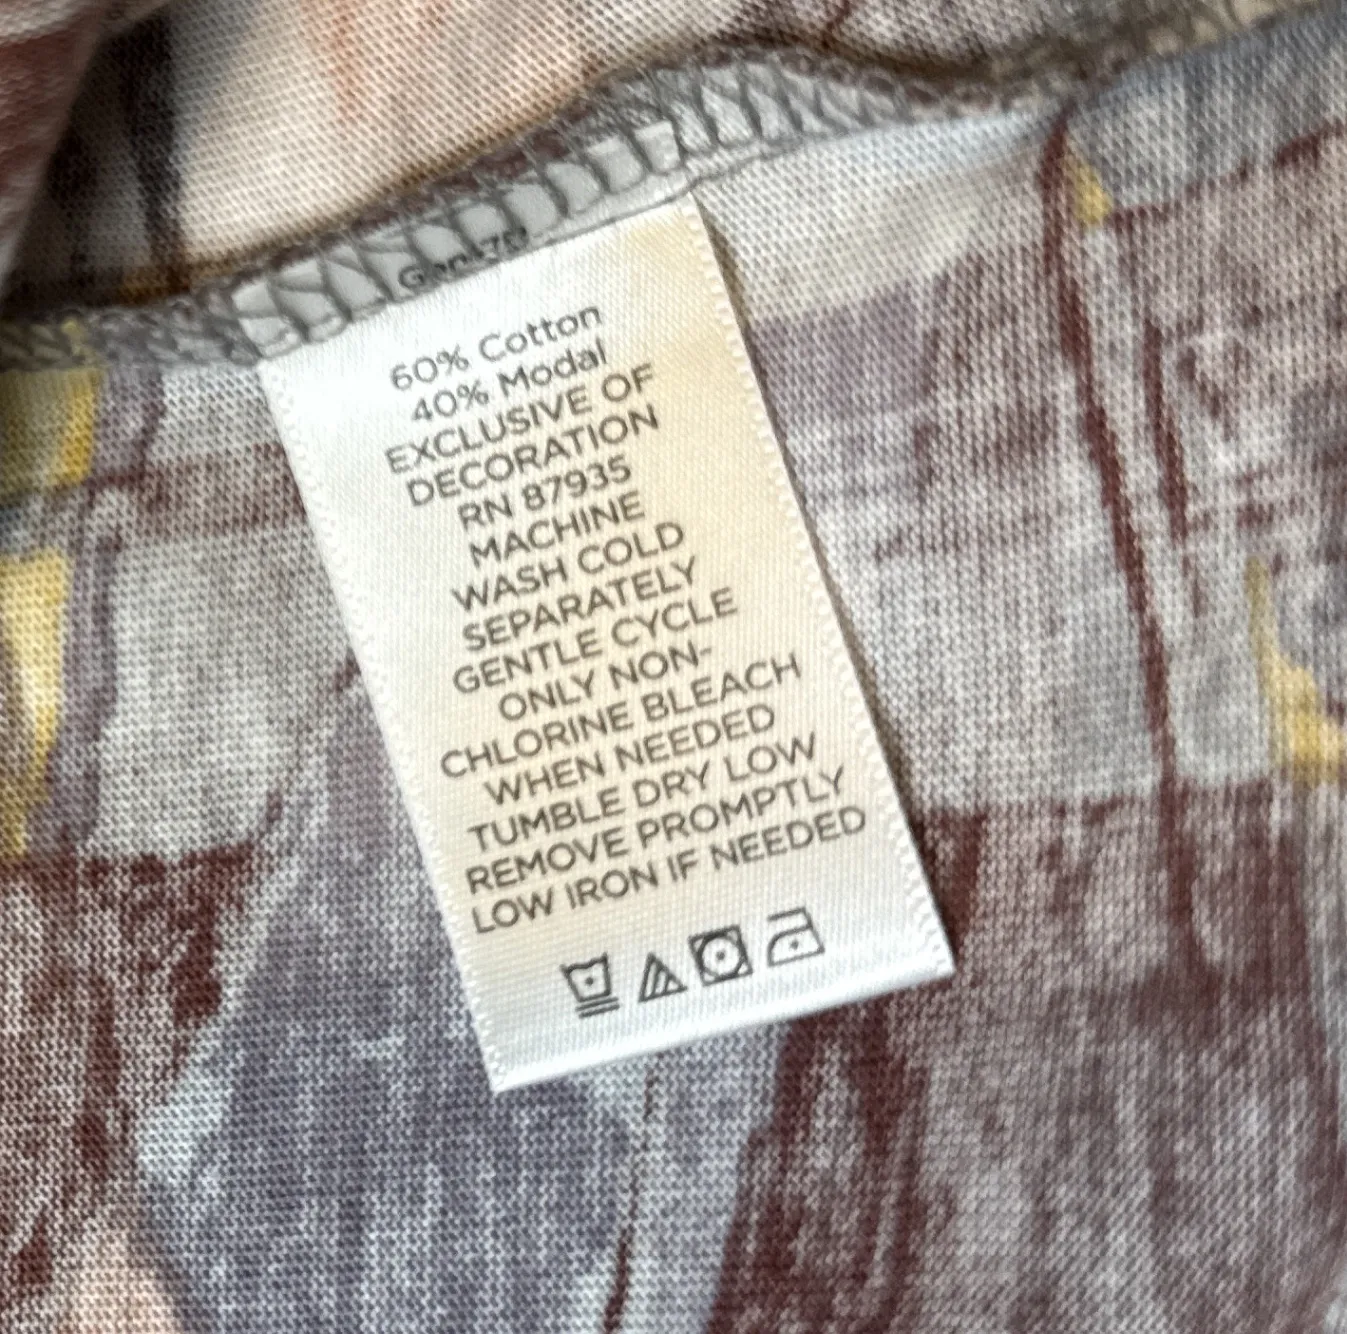 60% Cotton
40% Modal
EXCLUSIVE OF
DECORATION
RN 87935
MACHINE
WASH COLD
SEPARATELY
GENTLE CYCLE
ONLY NON-
CHLORINE BLEACH
WHEN NEEDED
TUMBLE DRY LOW
REMOVE PROMPTLY
LOW IRON IF NEEDED